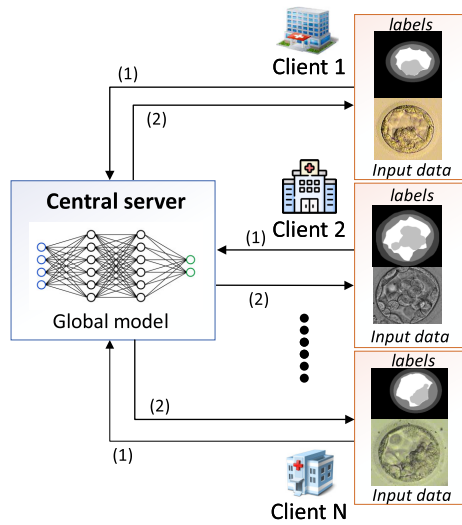 labels
Client 1
(1)
(2)
Input data
labels
Central server
Client 2
(1)
Global model
(2)
Input data
labels
(2)
(1)
Client N
Input data